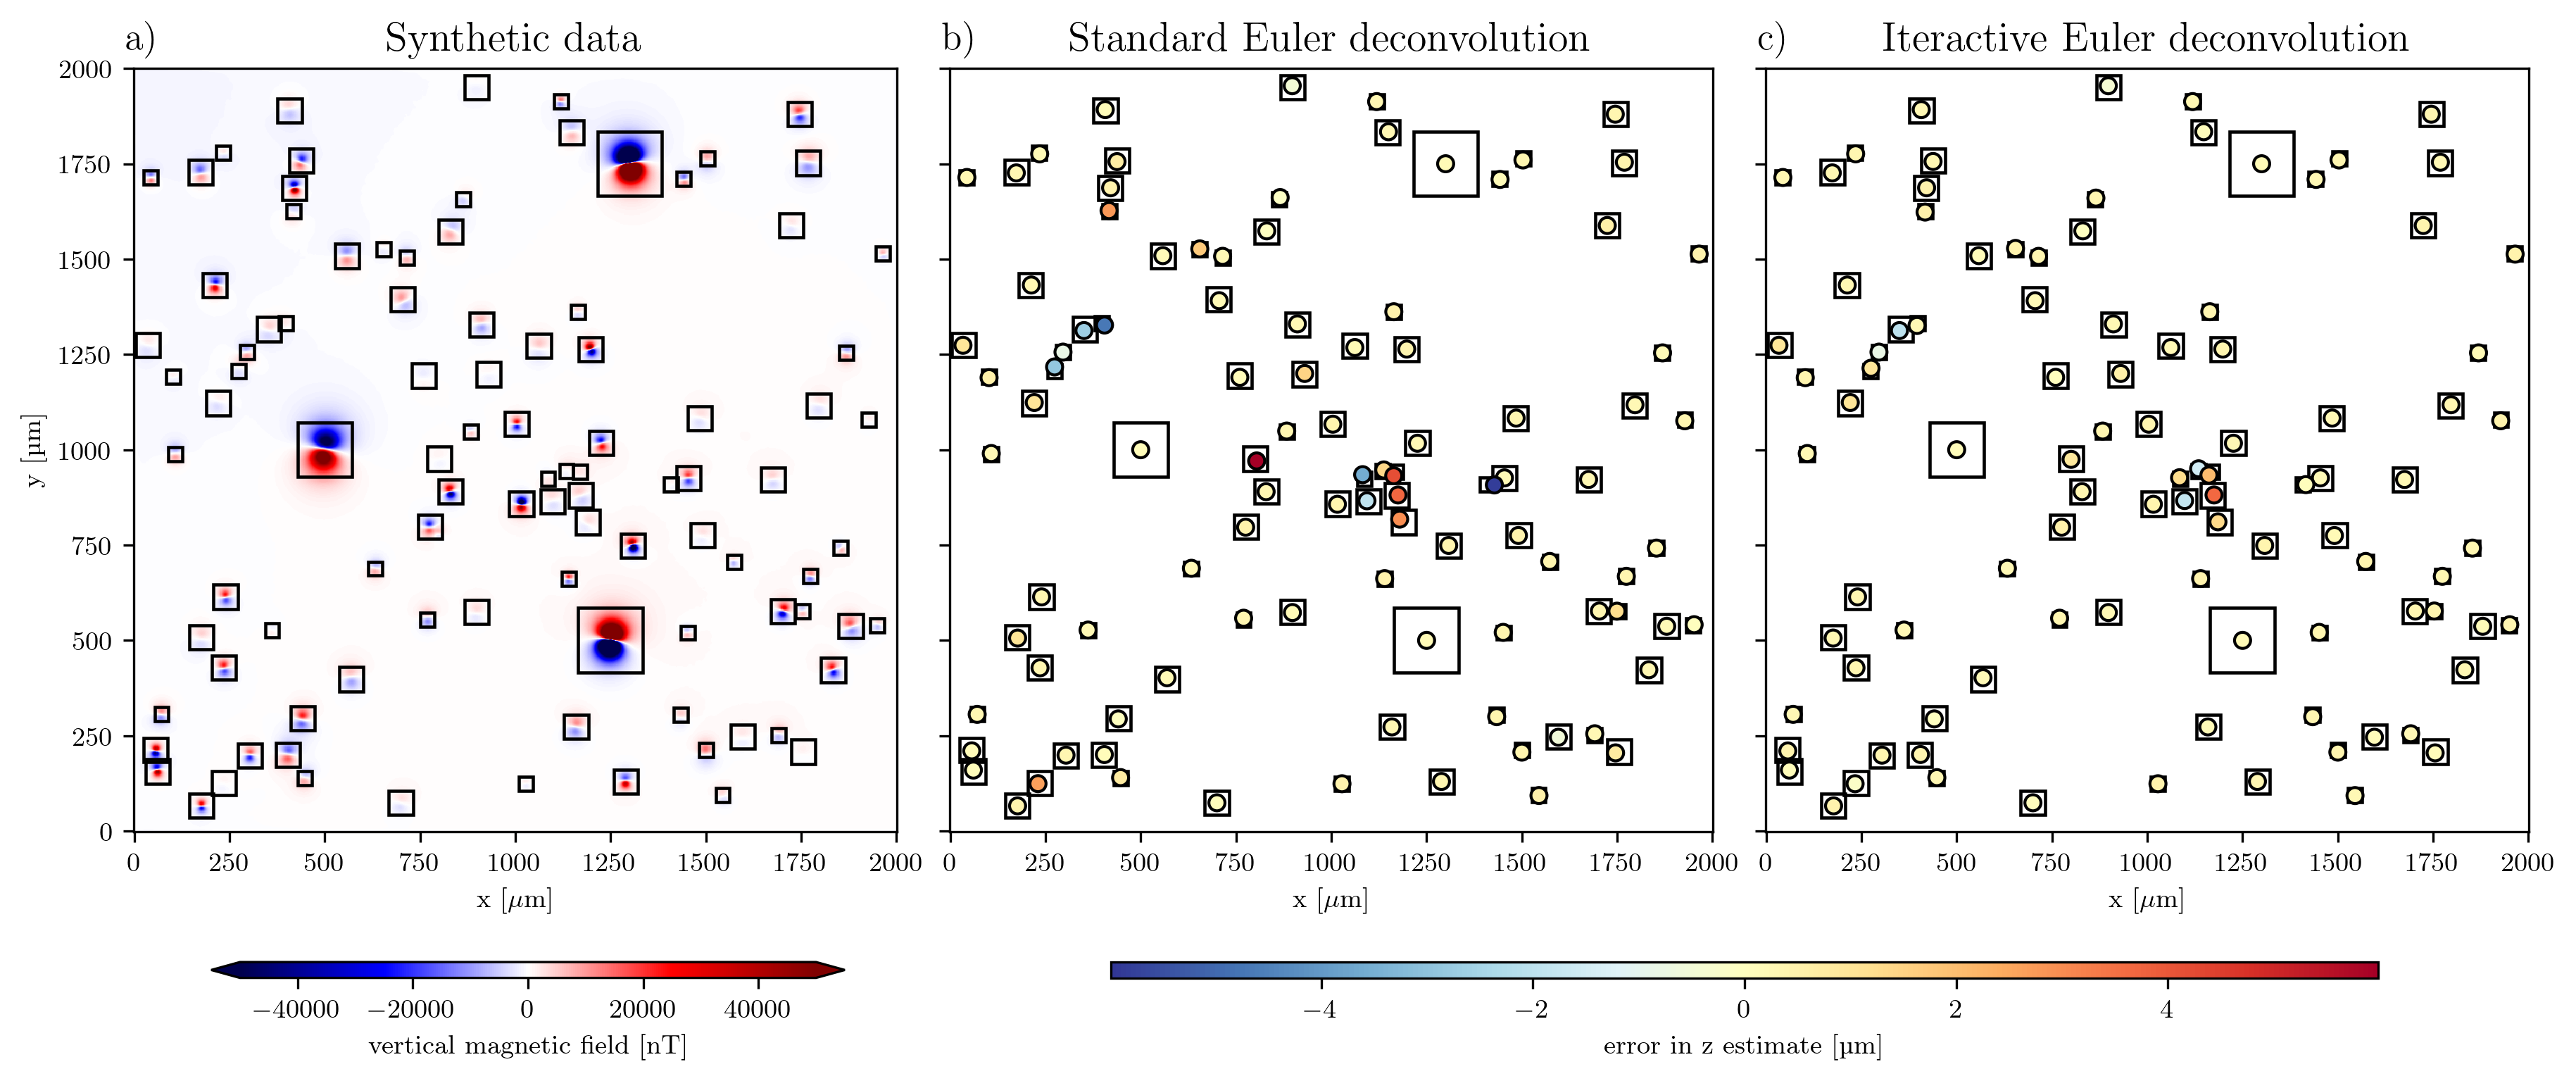 a) Synthetic data
b) Standard Euler deconvolution
c) Iteractive Euler deconvolution
2000
1750
1500
1250
1000
750
500
250
0
y [µm]
0 250 500 750 1000 1250 1500 1750 2000
x [µm]
0 250 500 750 1000 1250 1500 1750 2000
x [µm]
0 250 500 750 1000 1250 1500 1750 2000
x [µm]
−40000 −20000 0 20000 40000
vertical magnetic field [nT]
−4 −2 0 2 4
error in z estimate [µm]